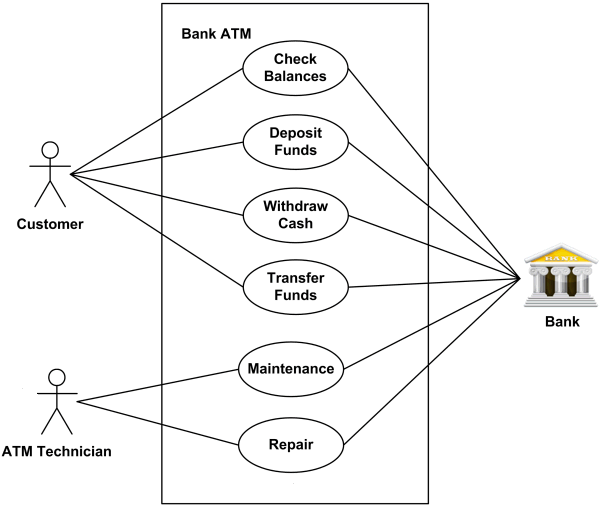 Bank ATM
Check
Balances
Deposit
Funds
Customer
Withdraw
Cash
Transfer
Funds
BANK
Bank
Maintenance
ATM Technician
Repair